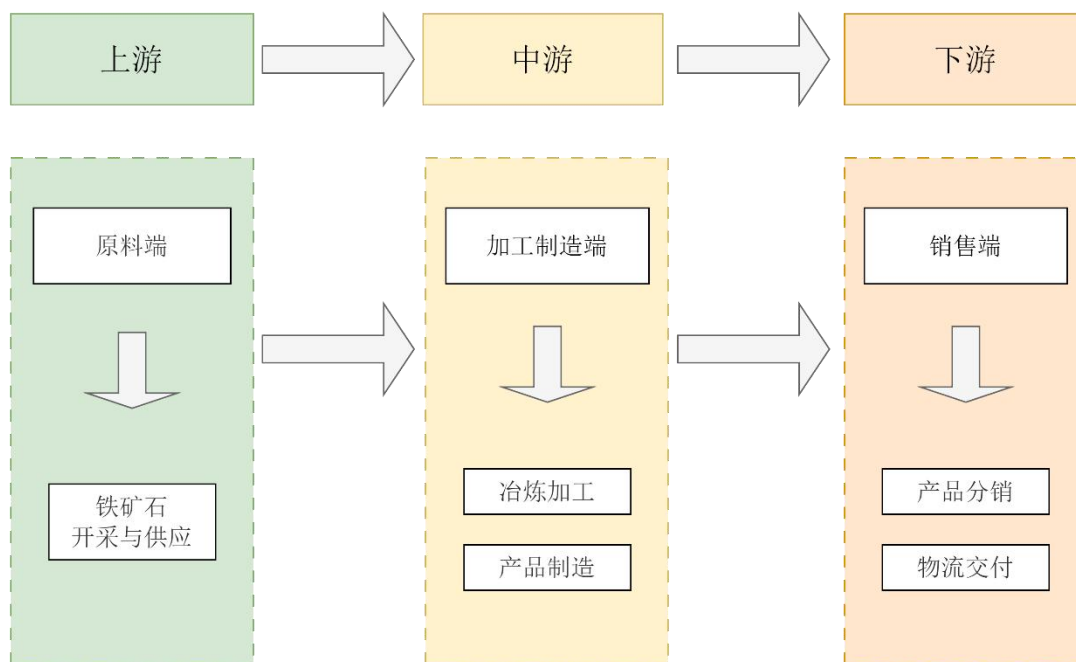 上游
中游
下游
原料端
加工制造端
销售端
铁矿石
开采与供应
冶炼加工
产品制造
产品分销
物流交付